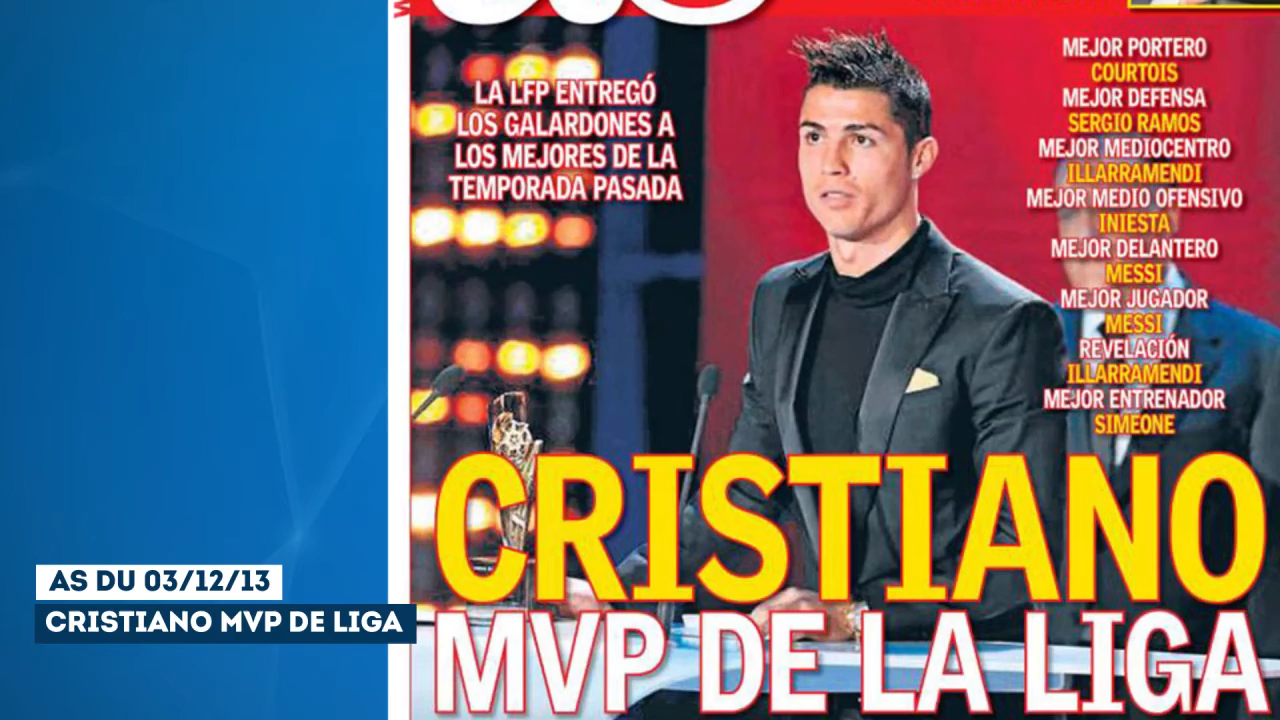 LA LFP ENTREGÓ
LOS GALARDONES A
LOS MEJORES DE LA
TEMPORADA PASADA
MEJOR PORTERO
COURTOIS
MEJOR DEFENSA
SERGIO RAMOS
MEJOR MEDIOCENTRO
ILLARRAMENDI
MEJOR MEDIO OFENSIVO
INIESTA
MEJOR DELANTERO
MESSI
MEJOR JUGADOR
MESSI
REVELACIÓN
ILLARRAMENDI
MEJOR ENTRENADOR
SIMEONE
CRISTIANO
MVP DE LA LIGA
AS DU 03/12/13
CRISTIANO MVP DE LIGA